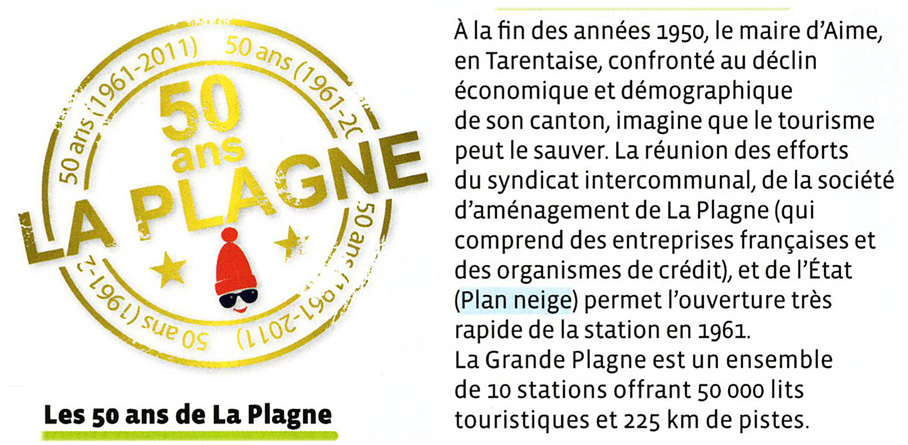 50 ans (1961-2011)
50 ans (1961-20
50
ans
LA PLAGNE
50 ans (1961-2011)
50 ans (1961-2
Les 50 ans de La Plagne
À la fin des années 1950, le maire d’Aime,
en Tarentaise, confronté au déclin
économique et démographique
de son canton, imagine que le tourisme
peut le sauver. La réunion des efforts
du syndicat intercommunal, de la société
d’aménagement de La Plagne (qui
comprend des entreprises françaises et
des organismes de crédit), et de l’État
(Plan neige) permet l’ouverture très
rapide de la station en 1961.
La Grande Plagne est un ensemble
de 10 stations offrant 50 000 lits
touristiques et 225 km de pistes.